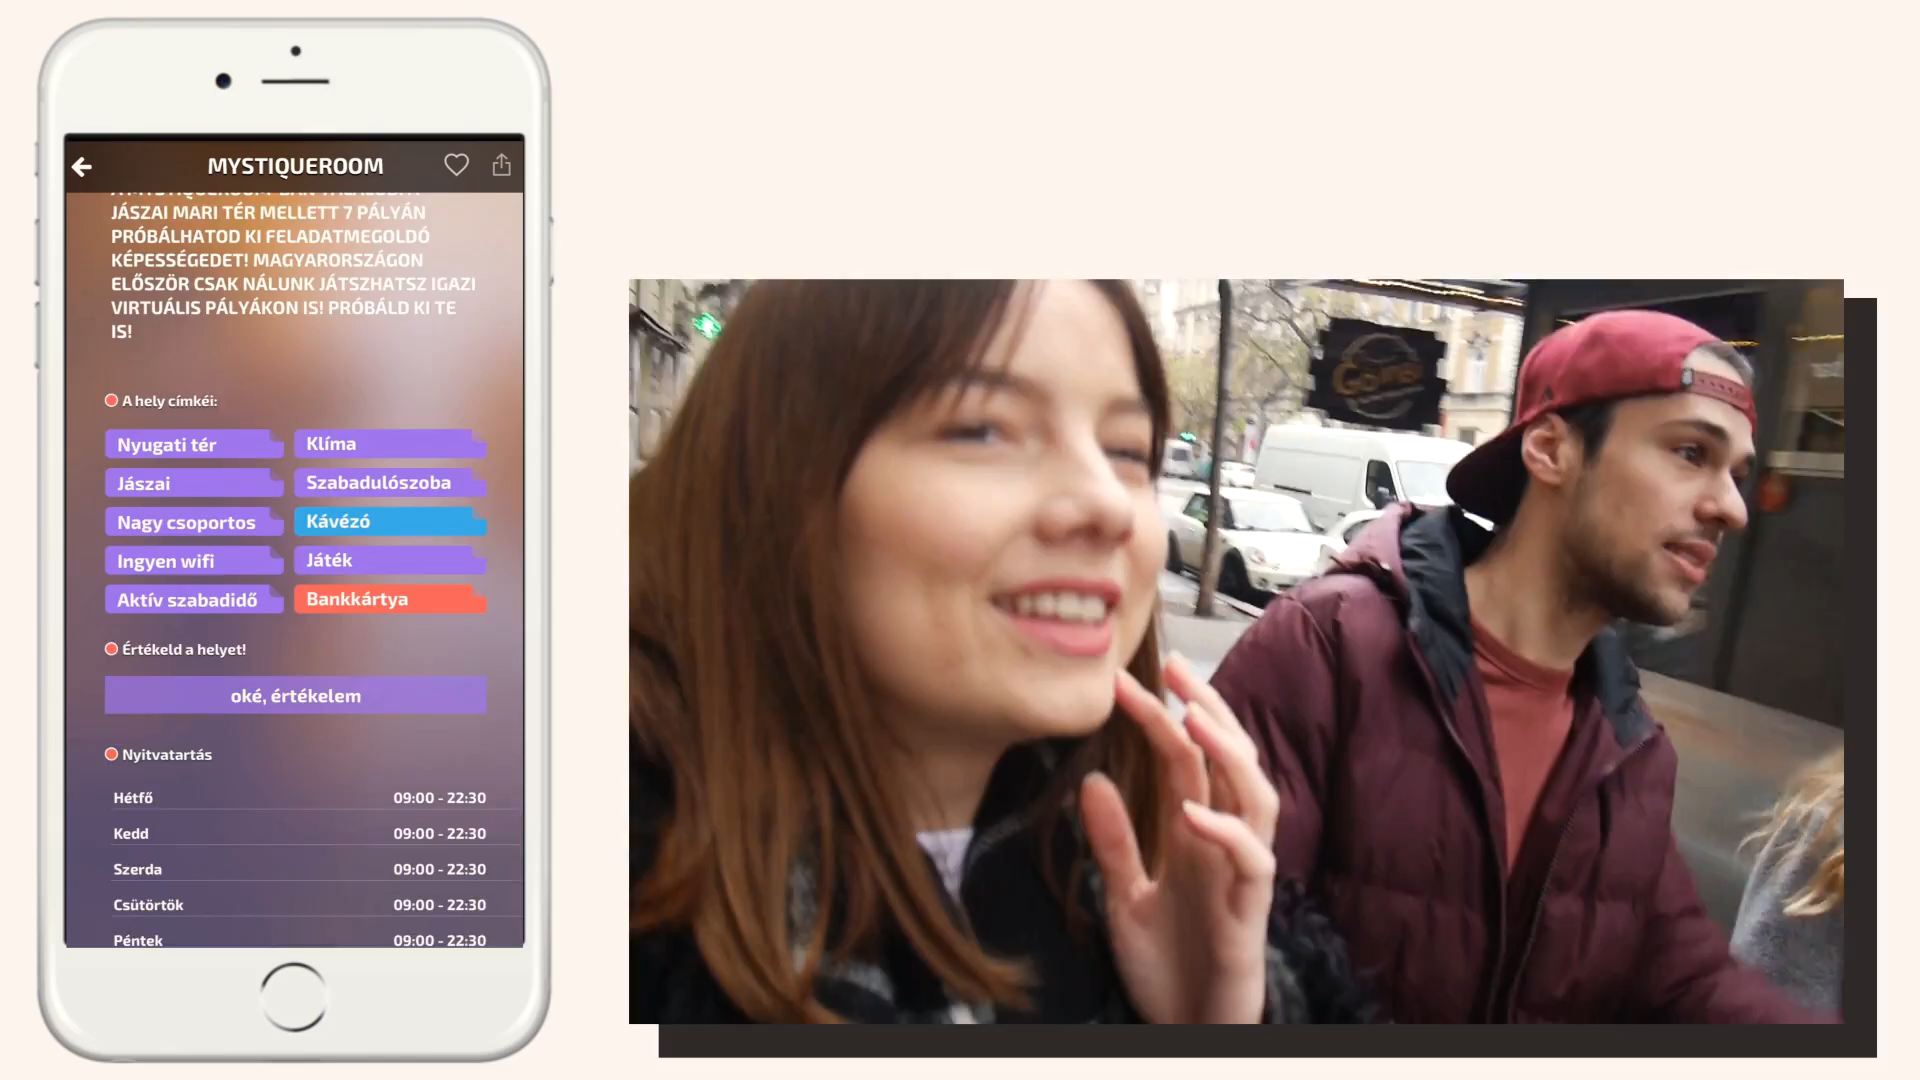 MYSTIQUEROOM
JÁSZAI MARI TÉR MELLETT 7 PÁLYÁN
PRÓBÁLHATOD KI FELADATMEGOLDÓ
KÉPESSÉGEDET! MAGYARORSZÁGON
ELŐSZÖR CSAK NÁLUNK JÁTSZHATSZ IGAZI
VIRTUÁLIS PÁLYÁKON IS! PRÓBÁLD KI TE
IS!
A hely címkéi:
Nyugati tér
Klíma
Jászai
Szabadulószoba
Nagy csoportos
Kávézó
Ingyen wifi
Játék
Aktív szabadidő
Bankkártya
Értékeld a helyet!
oké, értékelem
Nyitvatartás
Hétfő 09:00 - 22:30
Kedd 09:00 - 22:30
Szerda 09:00 - 22:30
Csütörtök 09:00 - 22:30
Péntek 09:00 - 22:30